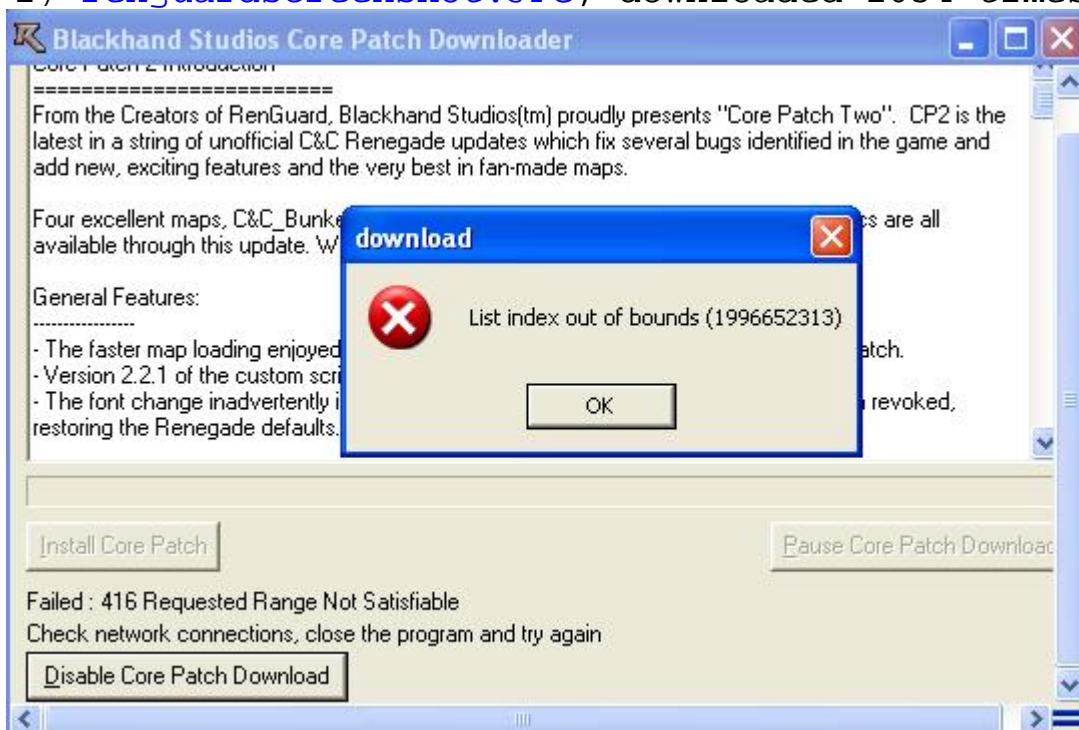 Blackhand Studios Core Patch Downloader
Core Patch 2 Introduction
=========================
From the Creators of RenGuard, Blackhand Studios(tm) proudly presents "Core Patch Two". CP2 is the
latest in a string of unofficial C&C Renegade updates which fix several bugs identified in the game and
add new, exciting features and the very best in fan-made maps.
Four excellent maps, C&C_Bunke cs are all
available through this update. W
download
List index out of bounds (1996652313)
OK
General Features:
-----------------
- The faster map loading enjoyed atch.
- Version 2.2.1 of the custom scri
- The font change inadvertently i revoked,
restoring the Renegade defaults.
Install Core Patch
Pause Core Patch Downloac
Failed : 416 Requested Range Not Satisfiable
Check network connections, close the program and try again
Disable Core Patch Download